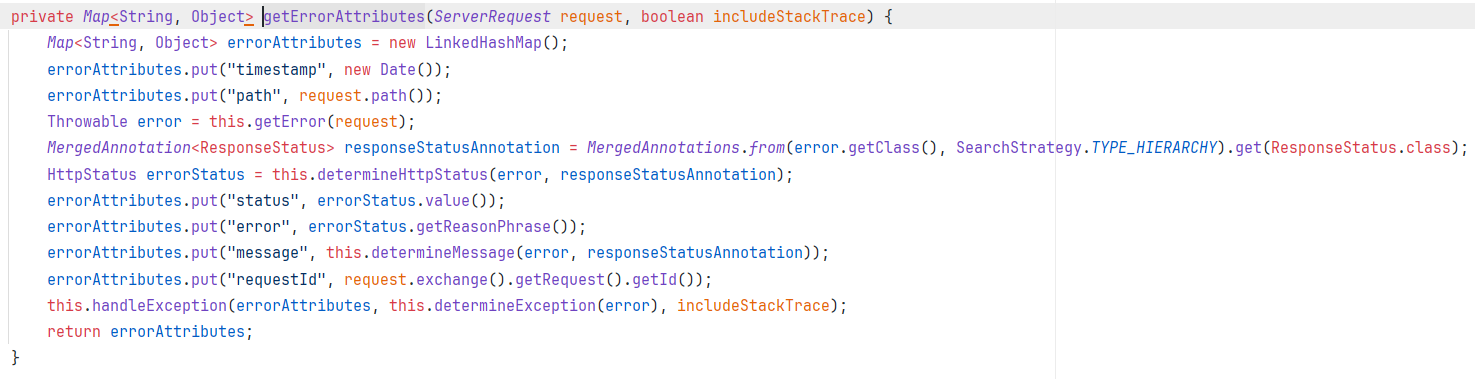 private Map<String, Object> getErrorAttributes(ServerRequest request, boolean includeStackTrace) {
    Map<String, Object> errorAttributes = new LinkedHashMap();
    errorAttributes.put("timestamp", new Date());
    errorAttributes.put("path", request.path());
    Throwable error = this.getError(request);
    MergedAnnotation<ResponseStatus> responseStatusAnnotation = MergedAnnotations.from(error.getClass(), SearchStrategy.TYPE_HIERARCHY).get(ResponseStatus.class);
    HttpStatus errorStatus = this.determineHttpStatus(error, responseStatusAnnotation);
    errorAttributes.put("status", errorStatus.value());
    errorAttributes.put("error", errorStatus.getReasonPhrase());
    errorAttributes.put("message", this.determineMessage(error, responseStatusAnnotation));
    errorAttributes.put("requestId", request.exchange().getRequest().getId());
    this.handleException(errorAttributes, this.determineException(error), includeStackTrace);
    return errorAttributes;
}